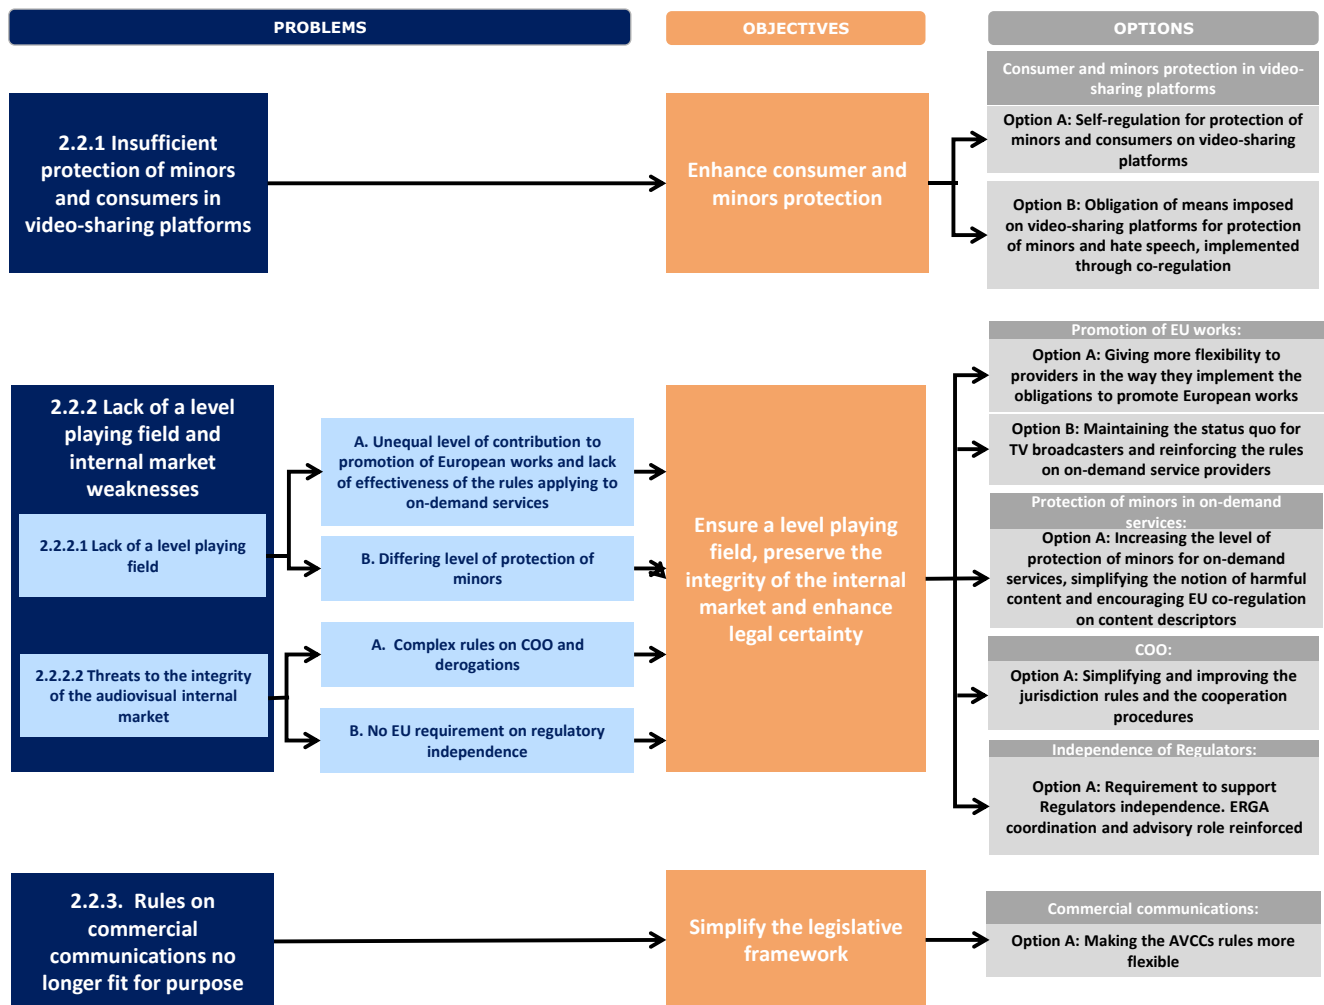 PROBLEMS
OBJECTIVES
OPTIONS
2.2.1 Insufficient
protection of minors
and consumers in
video-sharing platforms
Enhance consumer and
minors protection
Consumer and minors protection in video-
sharing platforms
Option A: Self-regulation for protection of
minors and consumers on video-sharing
platforms
Option B: Obligation of means imposed
on video-sharing platforms for protection
of minors and hate speech, implemented
through co-regulation
2.2.2 Lack of a level
playing field and
internal market
weaknesses
2.2.2.1 Lack of a level playing
field
2.2.2.2 Threats to the integrity
of the audiovisual internal
market
A. Unequal level of contribution to
promotion of European works and lack
of effectiveness of the rules applying to
on-demand services
B. Differing level of protection of
minors
A. Complex rules on COO and
derogations
B. No EU requirement on regulatory
independence
Ensure a level playing
field, preserve the
integrity of the internal
market and enhance
legal certainty
Promotion of EU works:
Option A: Giving more flexibility to
providers in the way they implement the
obligations to promote European works
Option B: Maintaining the status quo for
TV broadcasters and reinforcing the rules
on on-demand service providers
Protection of minors in on-demand
services:
Option A: Increasing the level of
protection of minors for on-demand
services, simplifying the notion of harmful
content and encouraging EU co-regulation
on content descriptors
COO:
Option A: Simplifying and improving the
jurisdiction rules and the cooperation
procedures
Independence of Regulators:
Option A: Requirement to support
Regulators independence. ERGA
coordination and advisory role reinforced
2.2.3. Rules on
commercial
communications no
longer fit for purpose
Simplify the legislative
framework
Commercial communications:
Option A: Making the AVCCs rules more
flexible